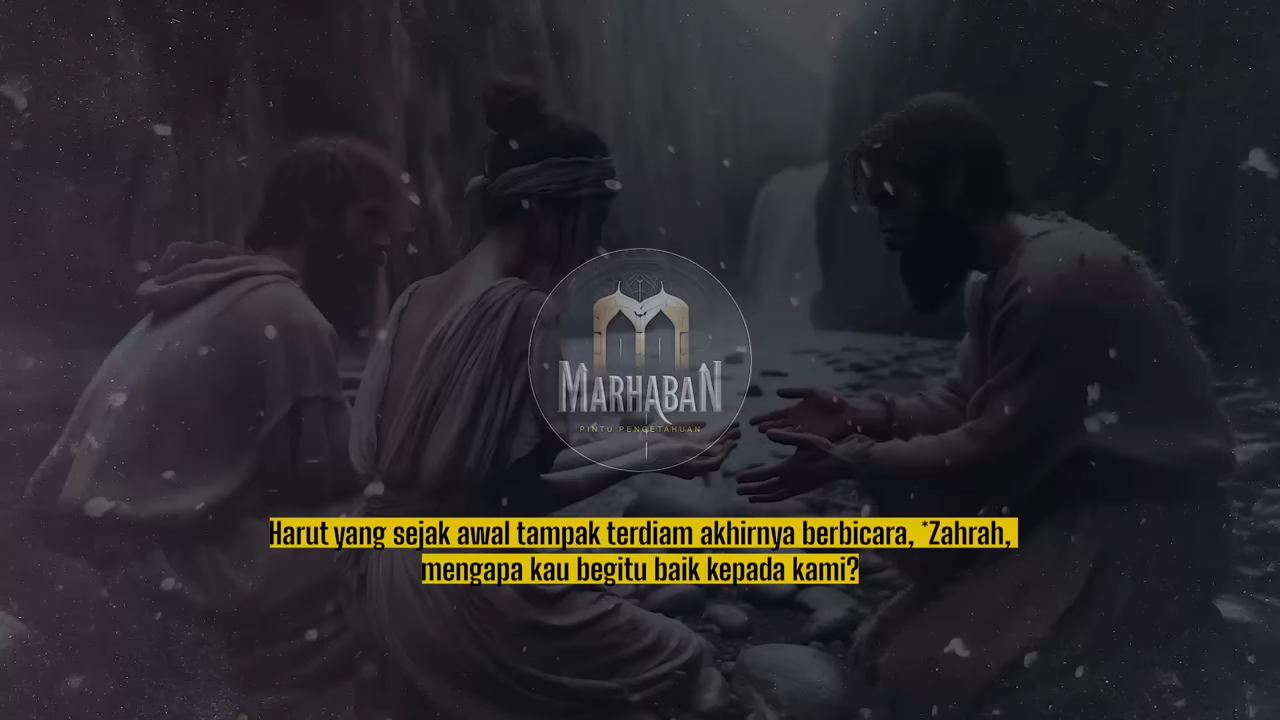 MARHABAN
PINTU PENGETAHUAN
Harut yang sejak awal tampak terdiam akhirnya berbicara, *Zahrah,
mengapa kau begitu baik kepada kami?